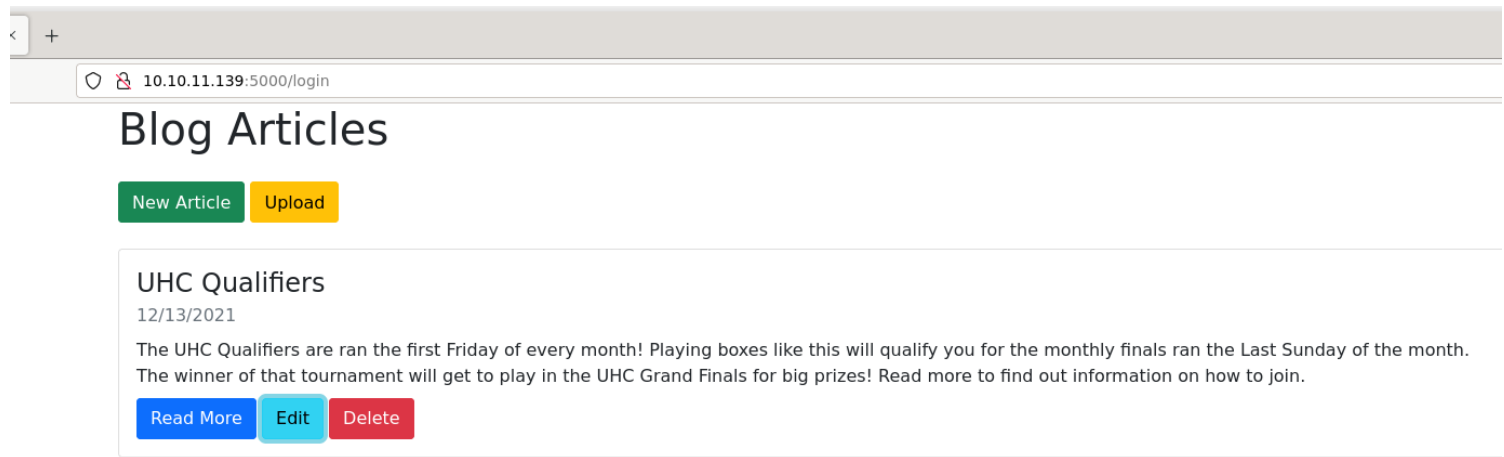 10.10.11.139:5000/login
Blog Articles
New Article Upload
UHC Qualifiers
12/13/2021
The UHC Qualifiers are ran the first Friday of every month! Playing boxes like this will qualify you for the monthly finals ran the Last Sunday of the month.
The winner of that tournament will get to play in the UHC Grand Finals for big prizes! Read more to find out information on how to join.
Read More Edit Delete